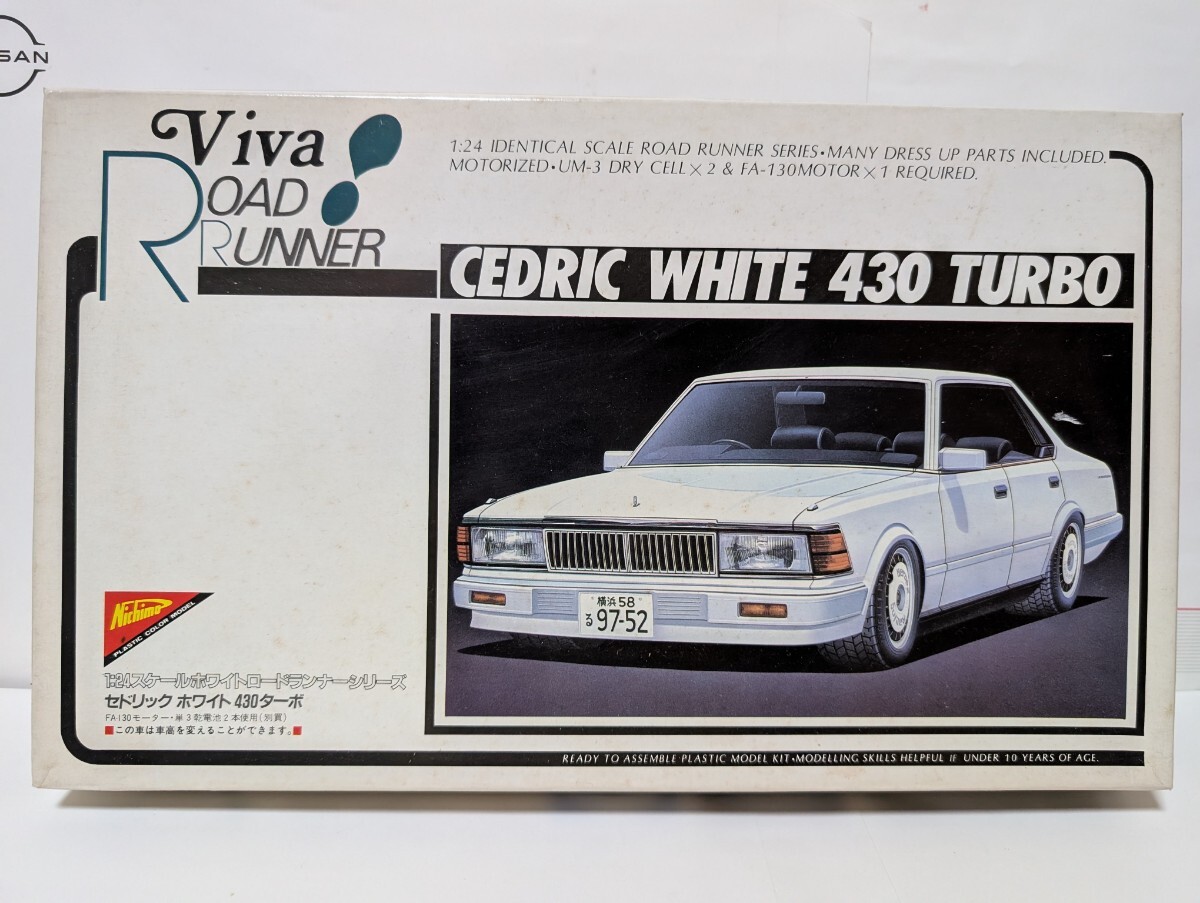 NISSAN
Viva
ROAD
RUNNER
1:24 IDENTICAL SCALE ROAD RUNNER SERIES•MANY DRESS UP PARTS INCLUDED.
MOTORIZED•UM-3 DRY CELL×2 & FA-130MOTOR×1 REQUIRED.
CEDRIC WHITE 430 TURBO
横浜 58
る 97-52
Nichimo
PLASTIC COLOR MODEL
1:24スケールホワイトロードランナーシリーズ
セドリック ホワイト 430ターボ
FA-130モーター・単3乾電池2本使用(別買)
■この車は車高を変えることができます。■
READY TO ASSEMBLE PLASTIC MODEL KIT•MODELLING SKILLS HELPFUL IF UNDER 10 YEARS OF AGE.